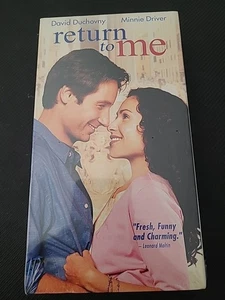 David Duchovny Minnie Driver
return
to me
"Fresh, Funny
and Charming."
— Leonard Maltin